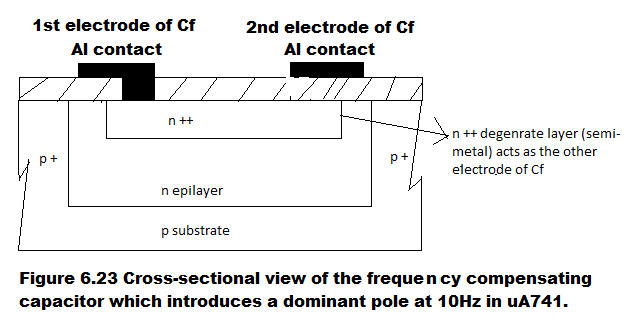 1st electrode of Cf
Al contact
2nd electrode of Cf
Al contact
n ++
n ++ degenrate layer (semi-
metal) acts as the other
electrode of Cf
p +
p +
n epilayer
p substrate
Figure 6.23 Cross-sectional view of the frequency compensating
capacitor which introduces a dominant pole at 10Hz in uA741.